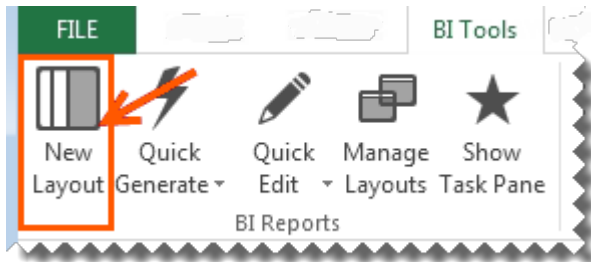 FILE BI Tools
New Layout Quick Generate Quick Edit Manage Layouts Show Task Pane
BI Reports